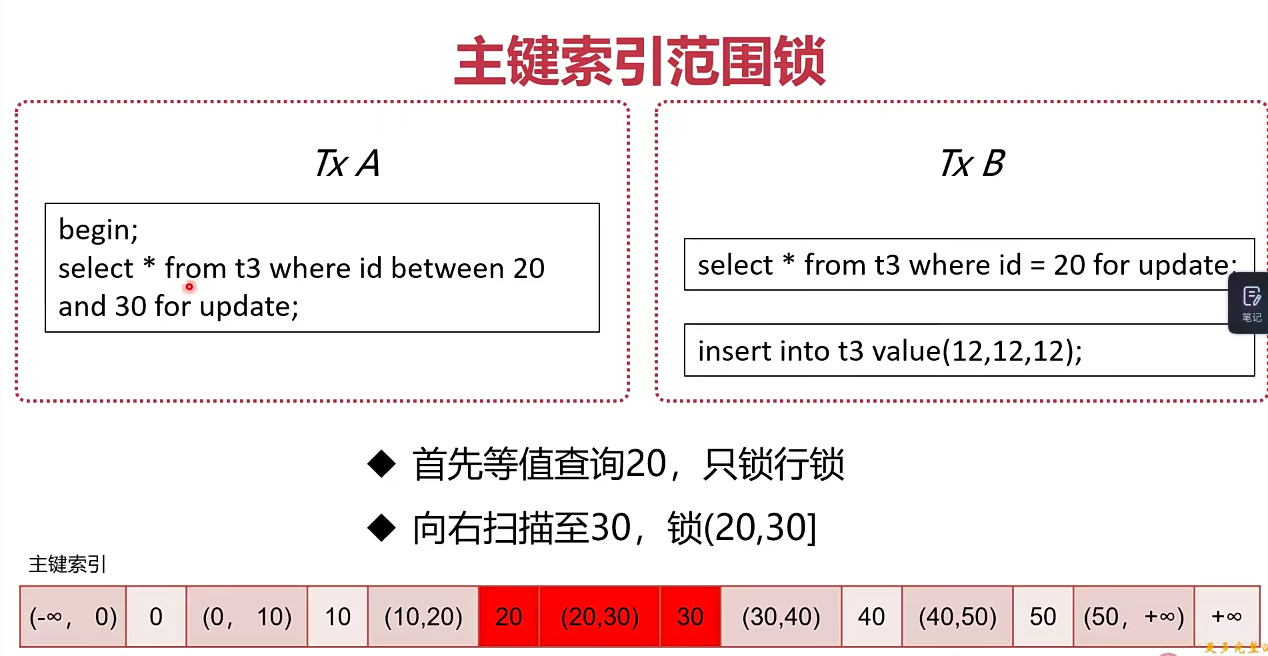 主键索引范围锁
Tx A
begin;
select * from t3 where id between 20
and 30 for update;
Tx B
select * from t3 where id = 20 for update;
insert into t3 value(12,12,12);
笔记
◆ 首先等值查询20，只锁行锁
◆ 向右扫描至30，锁(20,30]
主键索引
(-∞， 0) 0 (0， 10) 10 (10,20) 20 (20,30) 30 (30,40) 40 (40,50) 50 (50，+∞) +∞